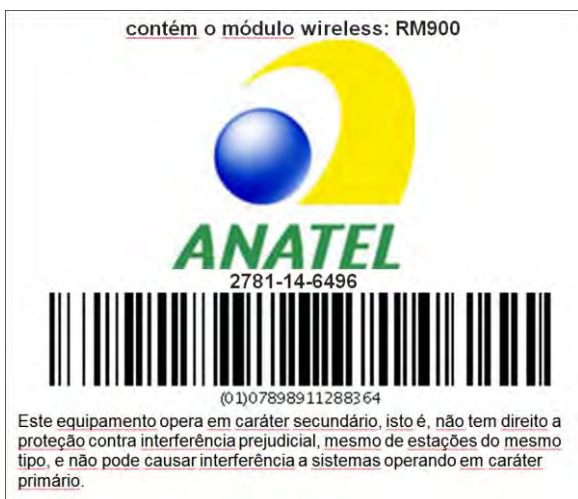 contém o módulo wireless: RM900
ANATEL
2781-14-6496
(01)07898911288364
Este equipamento opera em caráter secundário, isto é, não tem direito a
proteção contra interferência prejudicial, mesmo de estações do mesmo
tipo, e não pode causar interferência a sistemas operando em caráter
primário.